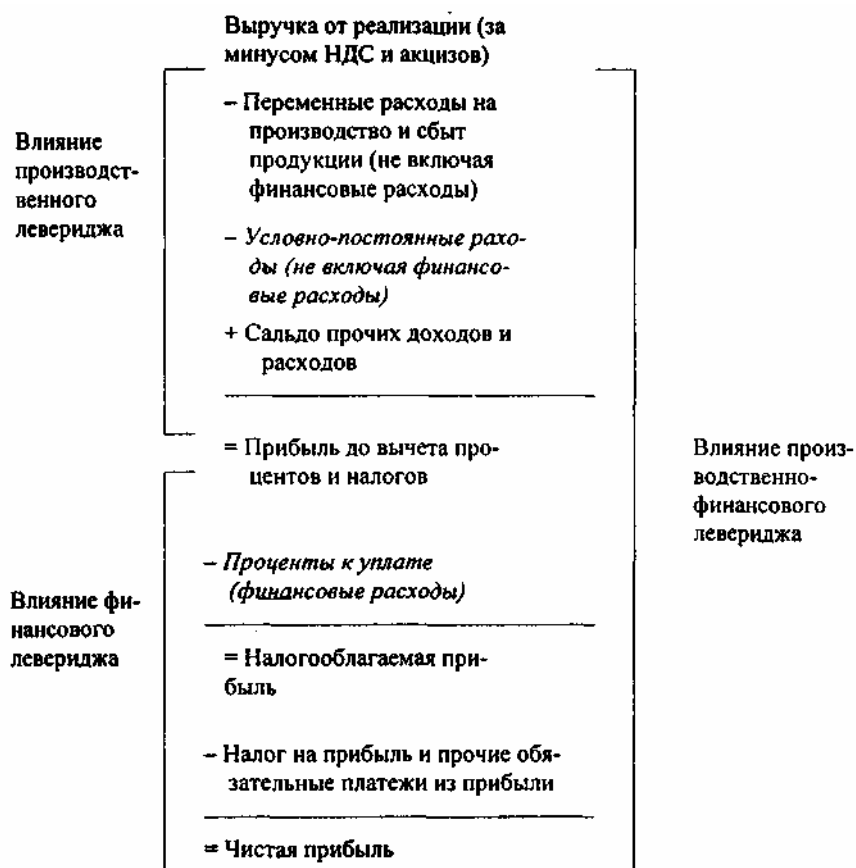 Выручка от реализации (за
минусом НДС и акцизов)
– Переменные расходы на
производство и сбыт
продукции (не включая
финансовые расходы)
Влияние
производст-
венного
левериджа
– Условно-постоянные рахо-
ды (не включая финансо-
вые расходы)
+ Сальдо прочих доходов и
расходов
= Прибыль до вычета про-
центов и налогов
Влияние произ-
водственно-
финансового
левериджа
– Проценты к уплате
(финансовые расходы)
Влияние фи-
нансового
левериджа
= Налогооблагаемая при-
быль
– Налог на прибыль и прочие обя-
зательные платежи из прибыли
= Чистая прибыль